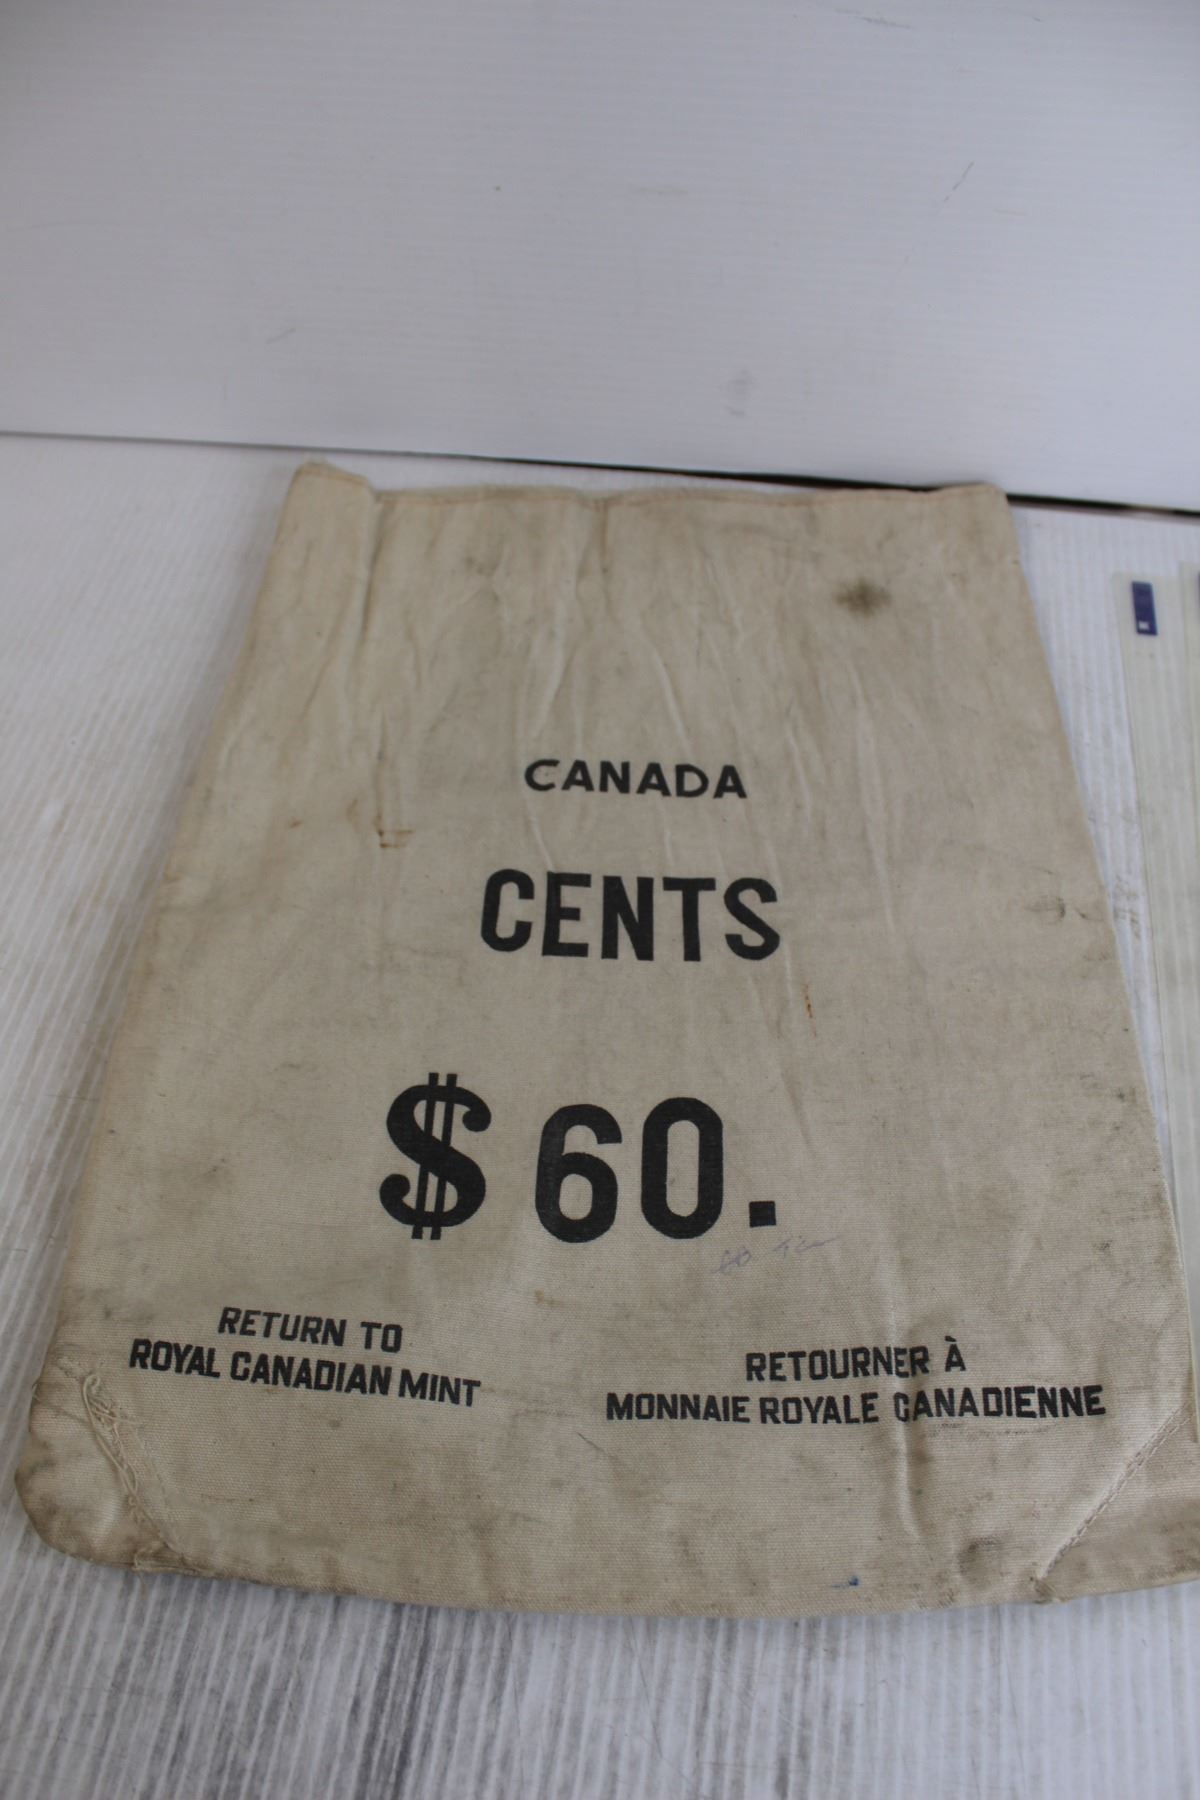 CANADA
CENTS
$ 60.
RETURN TO
ROYAL CANADIAN MINT
RETOURNER À
MONNAIE ROYALE CANADIENNE